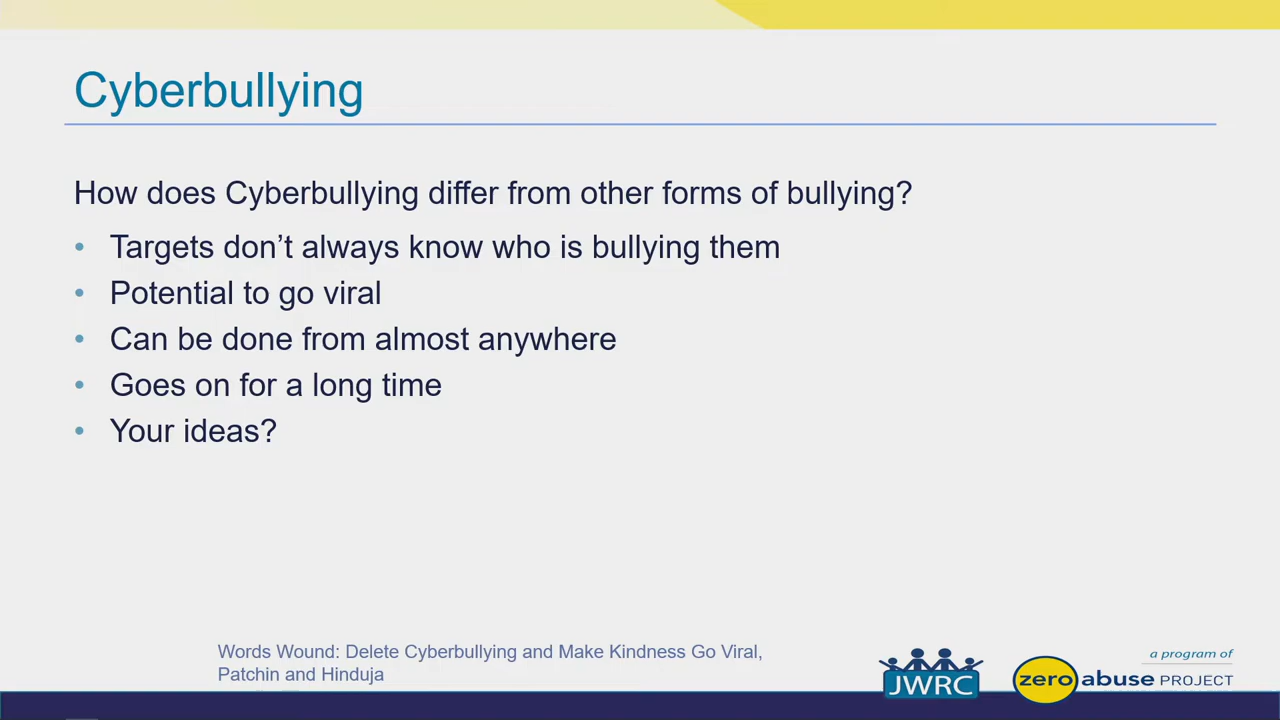 Cyberbullying
How does Cyberbullying differ from other forms of bullying?
• Targets don’t always know who is bullying them
• Potential to go viral
• Can be done from almost anywhere
• Goes on for a long time
• Your ideas?
Words Wound: Delete Cyberbullying and Make Kindness Go Viral,
Patchin and Hinduja
JWRC
a program of
zero abuse PROJECT